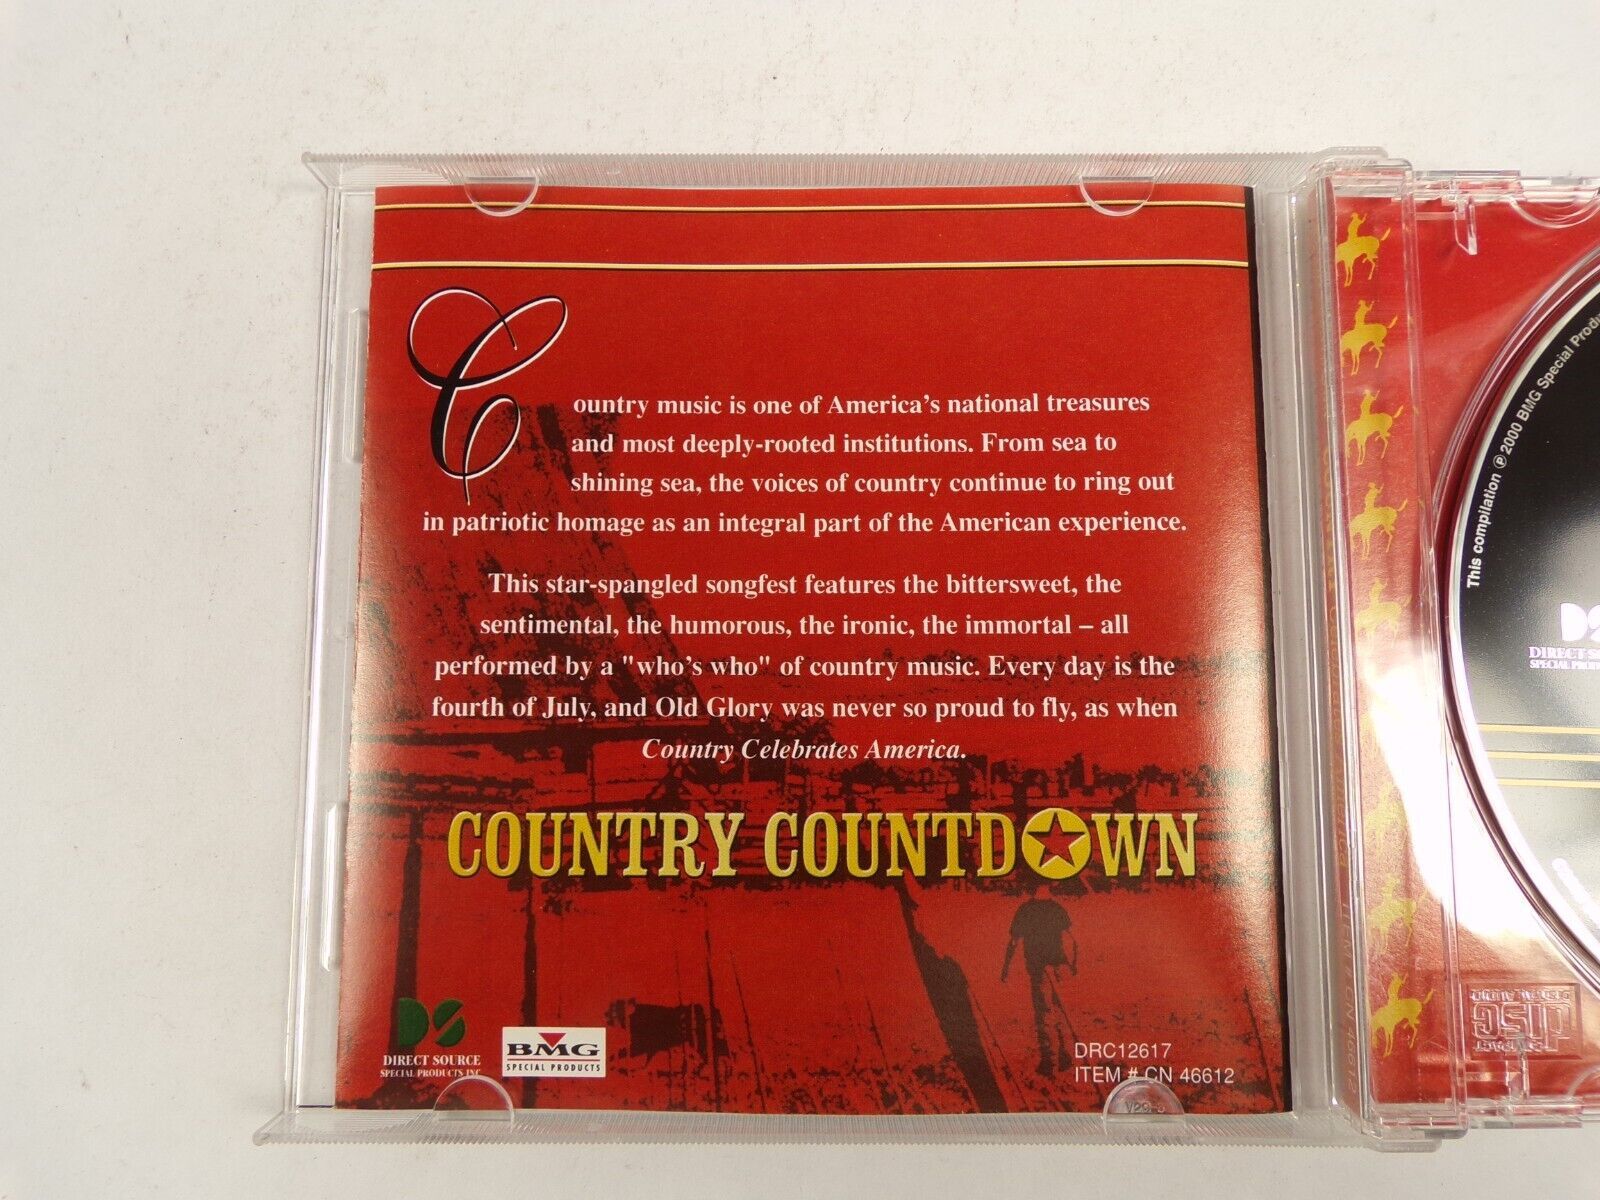 Country music is one of America's national treasures
and most deeply-rooted institutions. From sea to
shining sea, the voices of country continue to ring out
in patriotic homage as an integral part of the American experience.
This star-spangled songfest features the bittersweet, the
sentimental, the humorous, the ironic, the immortal – all
performed by a "who's who" of country music. Every day is the
fourth of July, and Old Glory was never so proud to fly, as when
Country Celebrates America.
COUNTRY COUNTDOWN
DS
DIRECT SOURCE
SPECIAL PRODUCTS INC
BMG
SPECIAL PRODUCTS
DRC12617
ITEM # CN 46612
This compilation ℗ 2000 BMG Special
DS
DIRECT
SPECIAL
DISC